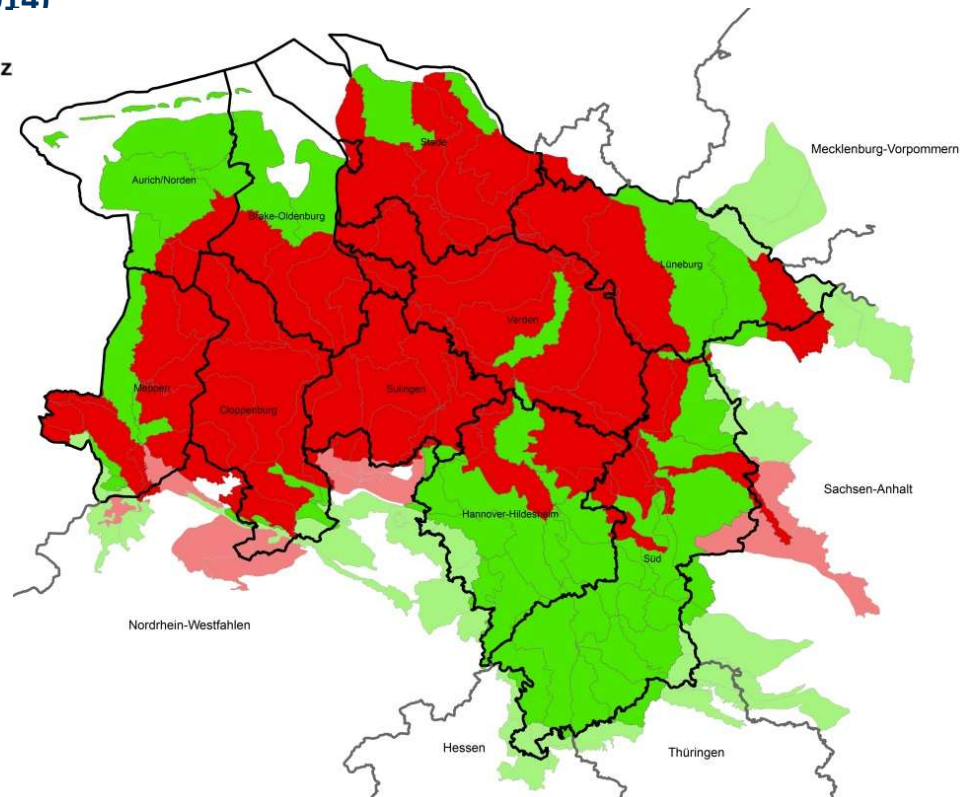 z
Mecklenburg-Vorpommern
Stade
Aurich/Norden
Brake-Oldenburg
Lüneburg
Verden
Meppen
Cloppenburg
Sulingen
Sachsen-Anhalt
Hannover-Hildesheim
Süd
Nordrhein-Westfahlen
Hessen
Thüringen